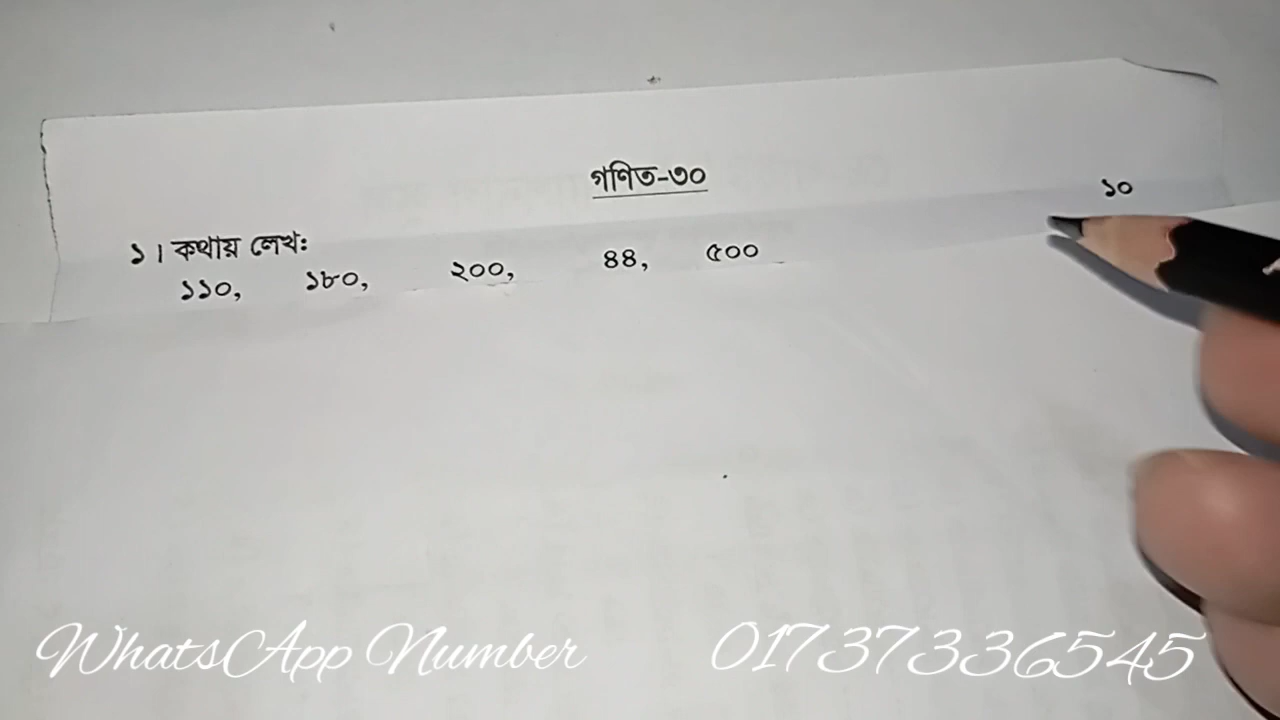 গণিত-৩০
১০
১। কথায় লেখঃ
১১০, ১৮০, ২০০, ৪৪, ৫০০
WhatsApp Number 01737336545